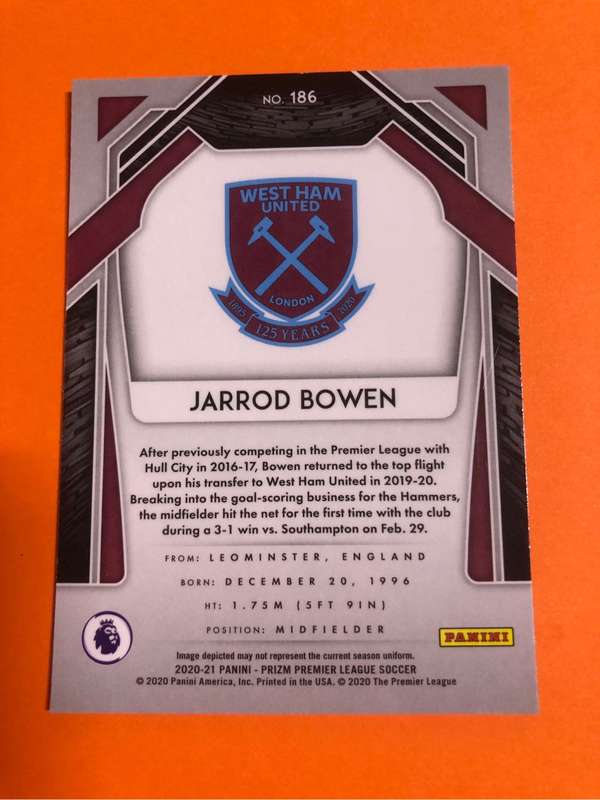 NO. 186
WEST HAM
UNITED
LONDON
1895 125 YEARS 2020
JARROD BOWEN
After previously competing in the Premier League with
Hull City in 2016-17, Bowen returned to the top flight
upon his transfer to West Ham United in 2019-20.
Breaking into the goal-scoring business for the Hammers,
the midfielder hit the net for the first time with the club
during a 3-1 win vs. Southampton on Feb. 29.
FROM: LEOMINSTER, ENGLAND
BORN: DECEMBER 20, 1996
HT: 1.75M (5FT 9IN)
POSITION: MIDFIELDER
PANINI
Image depicted may not represent the current season uniform.
2020-21 PANINI - PRIZM PREMIER LEAGUE SOCCER
© 2020 Panini America, Inc. Printed in the USA. © 2020 The Premier League